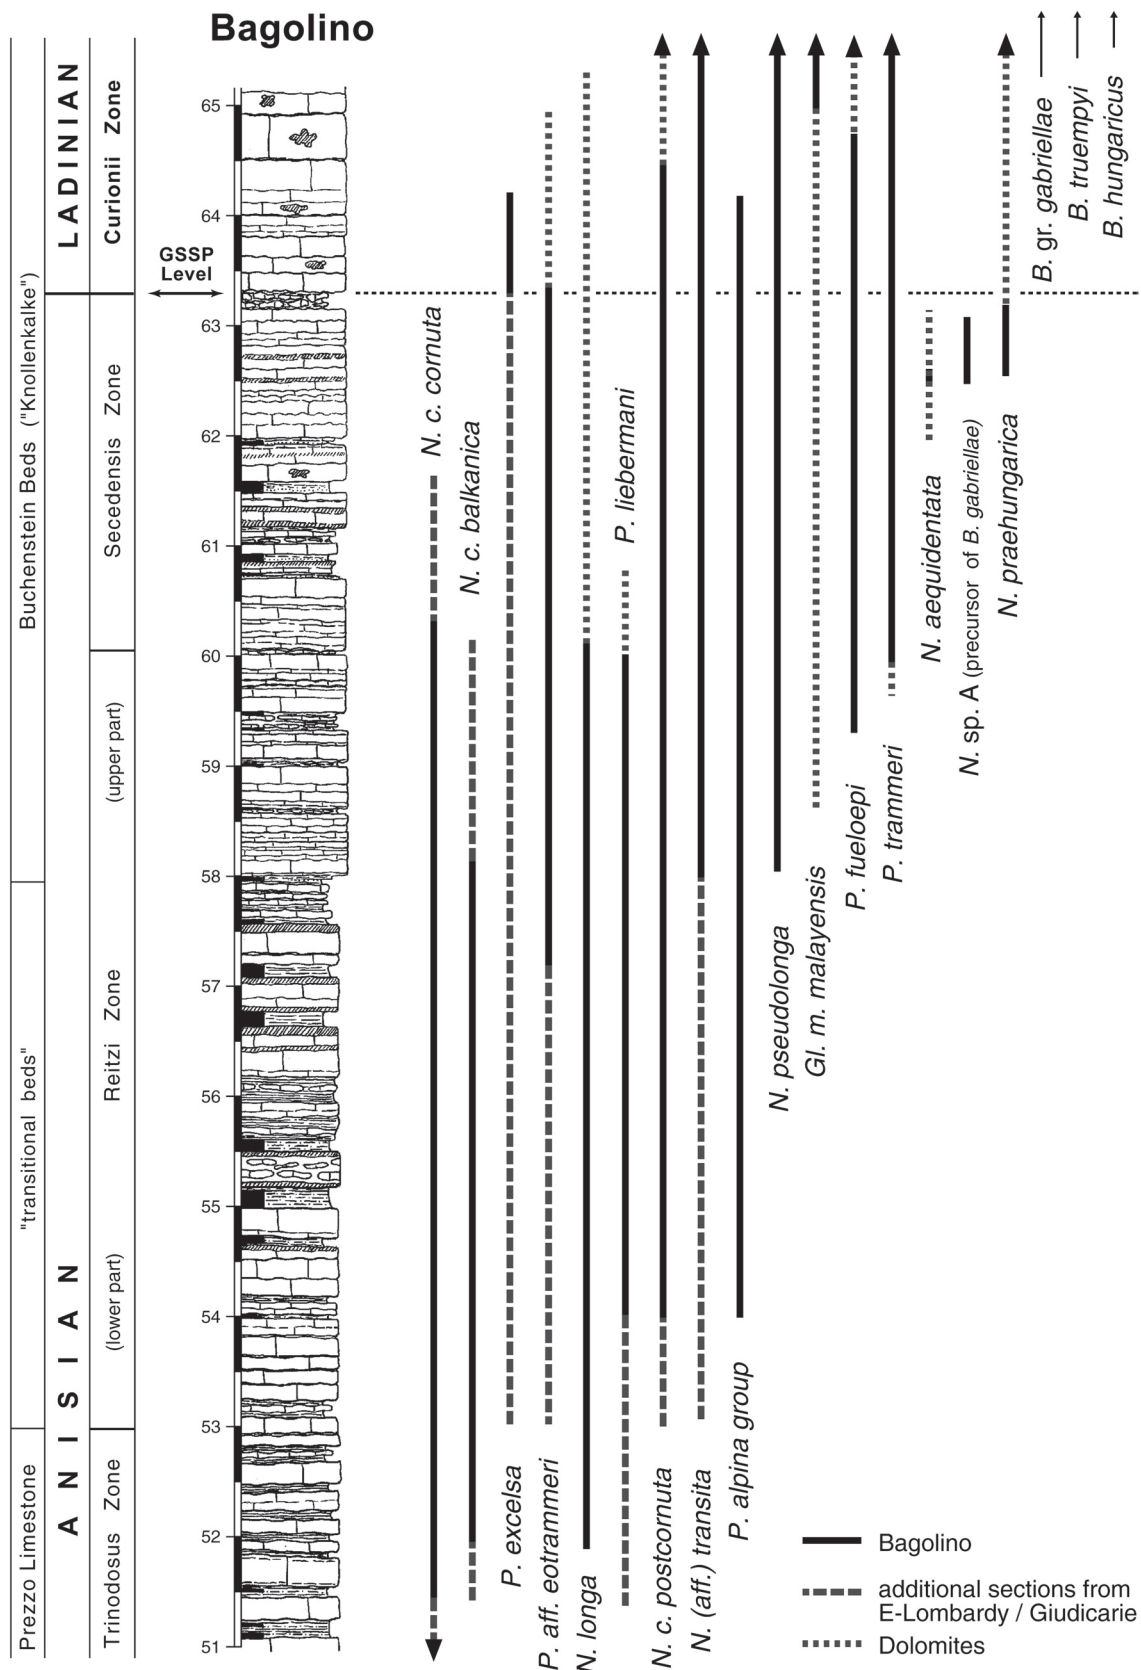 Bagolino
LADINIAN
Curionii Zone
GSSP
Level
Buchenstein Beds ("Knollenkalke")
Secedensis Zone
(upper part)
Reitzi Zone
"transitional beds"
(lower part)
ANISIAN
Prezzo Limestone
Trinodosus Zone
65
64
63
62
61
60
59
58
57
56
55
54
53
52
51
N. c. cornuta
N. c. balkanica
P. excelsa
P. aff. eotrammeri
N. longa
P. liebermani
N. c. postcornuta
N. (aff.) transita
P. alpina group
N. pseudolonga
Gl. m. malayensis
P. fueloepi
P. trammeri
N. aequidentata
N. sp. A (precursor of B. gabriellae)
N. praehungarica
B. gr. gabriellae
B. truempyi
B. hungaricus
Bagolino
additional sections from
E-Lombardy / Giudicarie
Dolomites